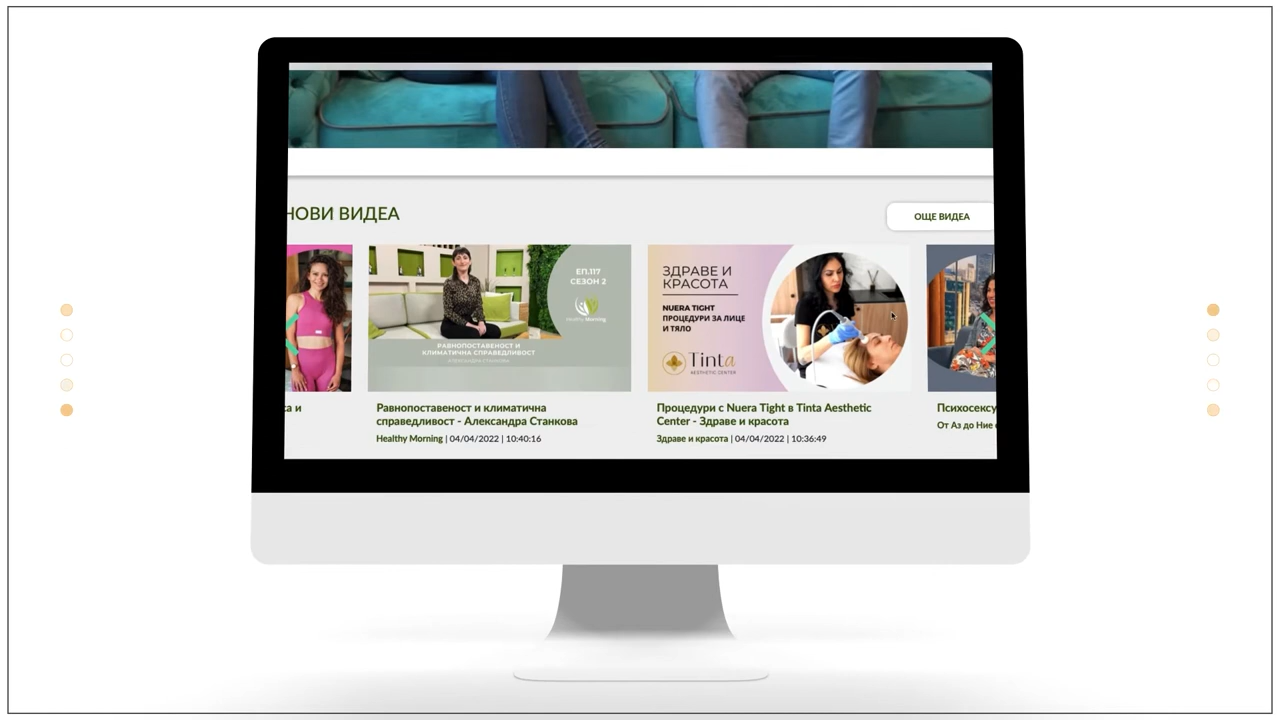 НОВИ ВИДЕА
ОЩЕ ВИДЕА
ЕП.117
СЕЗОН 2
Healthy Morning
РАВНОПОСТАВЕНОСТ И
КЛИМАТИЧНА СПРАВЕДЛИВОСТ
АЛЕКСАНДРА СТАНКОВА
ЗДРАВЕ И
КРАСОТА
NUERA TIGHT
ПРОЦЕДУРИ ЗА ЛИЦЕ
И ТЯЛО
Tinta
AESTHETIC CENTER
ка и
Равнопоставеност и климатична
справедливост - Александра Станкова
Healthy Morning | 04/04/2022 | 10:40:16
Процедури с Nuera Tight в Tinta Aesthetic
Center - Здраве и красота
Здраве и красота | 04/04/2022 | 10:36:49
Психосексу
От Аз до Ние